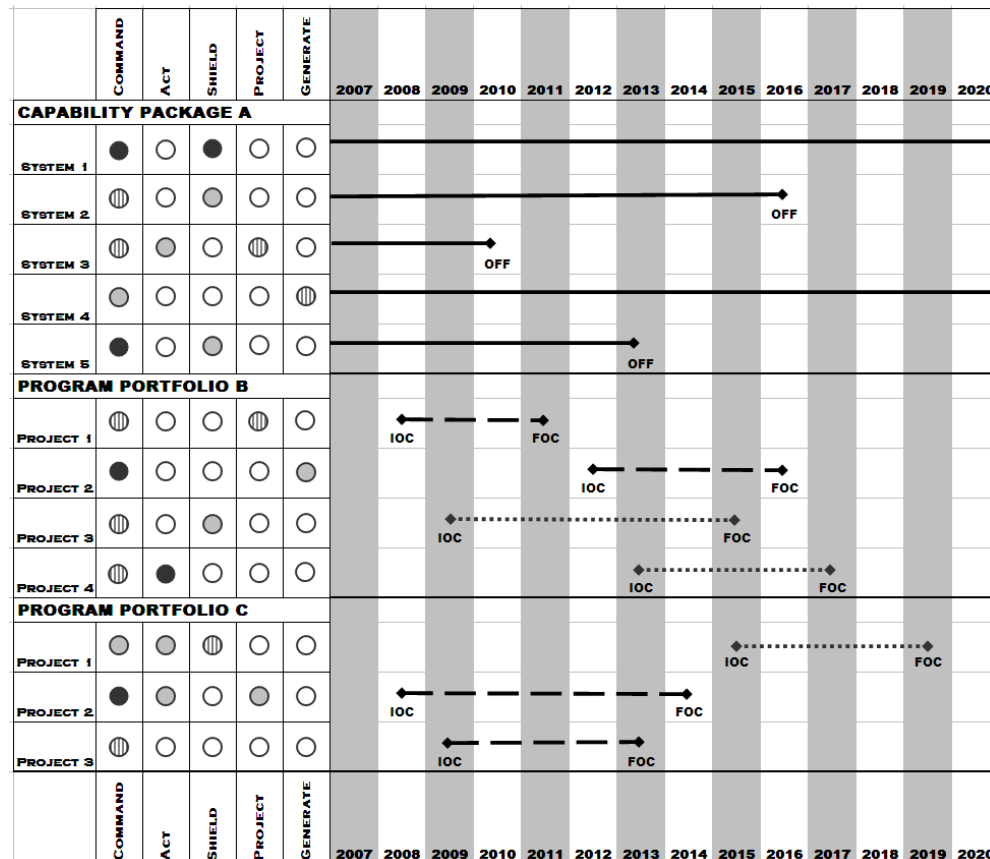 COMMAND ACT SHIELD PROJECT GENERATE 2007 2008 2009 2010 2011 2012 2013 2014 2015 2016 2017 2018 2019 2020
CAPABILITY PACKAGE A
SYSTEM 1
SYSTEM 2 OFF
SYSTEM 3 OFF
SYSTEM 4
SYSTEM 5 OFF
PROGRAM PORTFOLIO B
PROJECT 1 IOC FOC
PROJECT 2 IOC FOC
PROJECT 3 IOC FOC
PROJECT 4 IOC FOC
PROGRAM PORTFOLIO C
PROJECT 1 IOC FOC
PROJECT 2 IOC FOC
PROJECT 3 IOC FOC
COMMAND ACT SHIELD PROJECT GENERATE 2007 2008 2009 2010 2011 2012 2013 2014 2015 2016 2017 2018 2019 2020